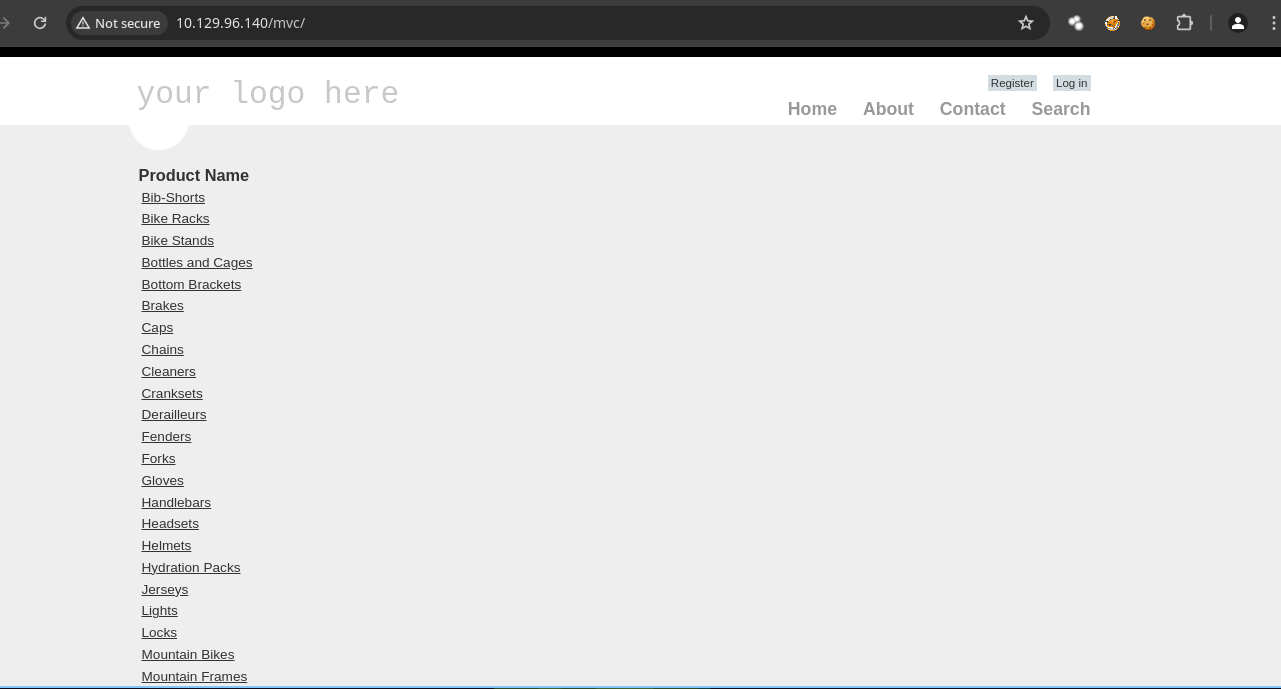 Not secure 10.129.96.140/mvc/
your logo here
Register Log in
Home About Contact Search
Product Name
Bib-Shorts
Bike Racks
Bike Stands
Bottles and Cages
Bottom Brackets
Brakes
Caps
Chains
Cleaners
Cranksets
Derailleurs
Fenders
Forks
Gloves
Handlebars
Headsets
Helmets
Hydration Packs
Jerseys
Lights
Locks
Mountain Bikes
Mountain Frames